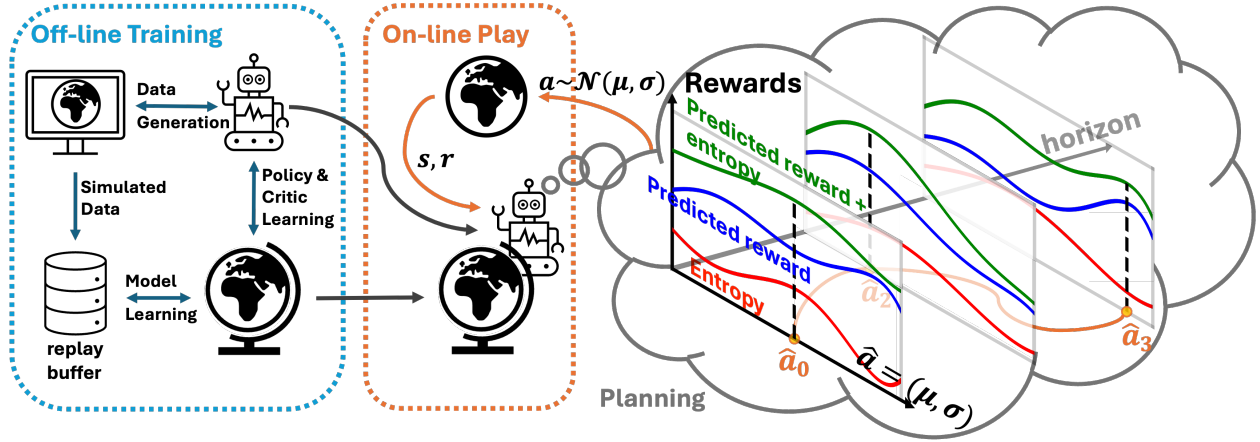 Off-line Training
Data
Generation
Simulated
Data
Policy &
Critic
Learning
Model
Learning
replay
buffer
On-line Play
s, r
a~𝒩(μ, σ)
Rewards
Predicted reward +
entropy
Predicted reward
Entropy
horizon
â₀
â₂
â₃
â = (μ, σ)
Planning